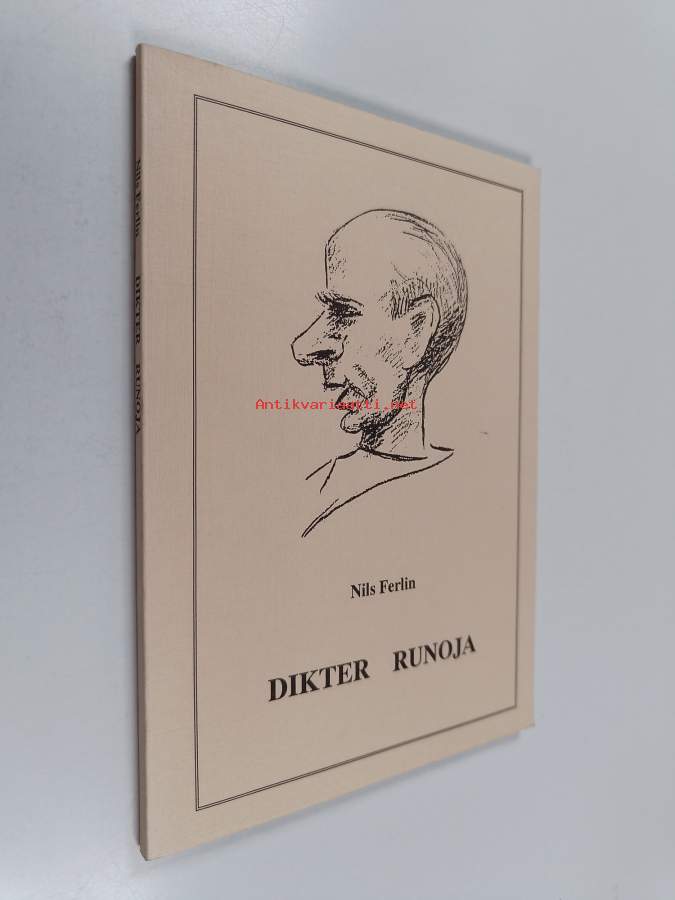 Nils Ferlin DIKTER RUNOJA
Antikvariaatti.net
Nils Ferlin
DIKTER RUNOJA